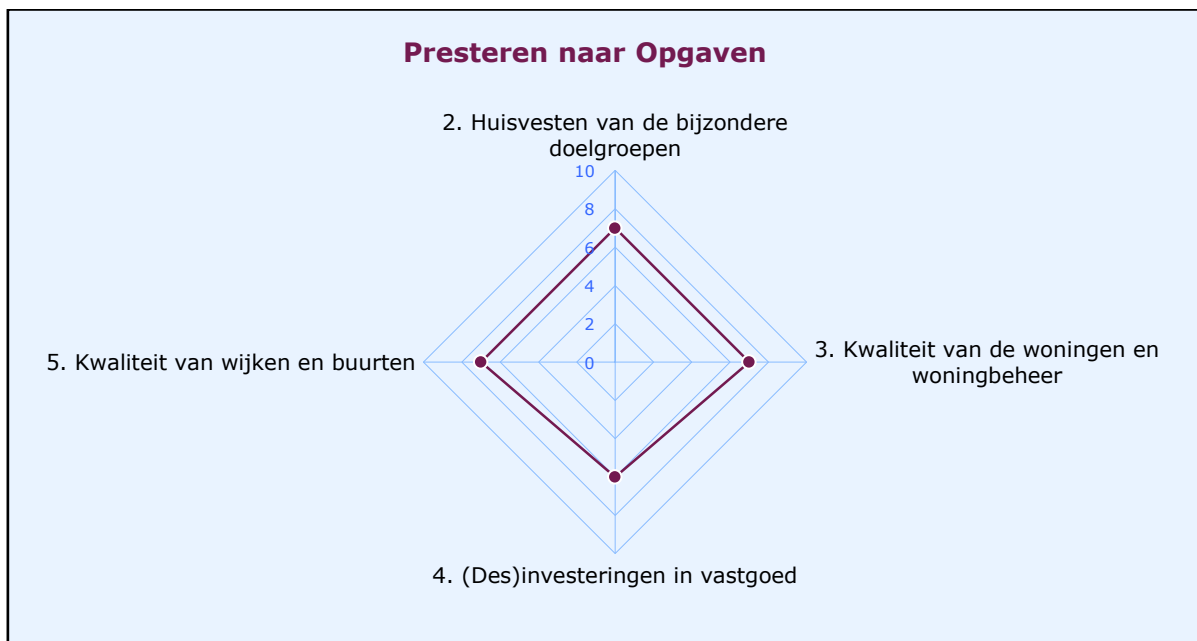 Presteren naar Opgaven
2. Huisvesten van de bijzondere
doelgroepen
10
8
6
4
2
0
3. Kwaliteit van de woningen en
woningbeheer
5. Kwaliteit van wijken en buurten
4. (Des)investeringen in vastgoed